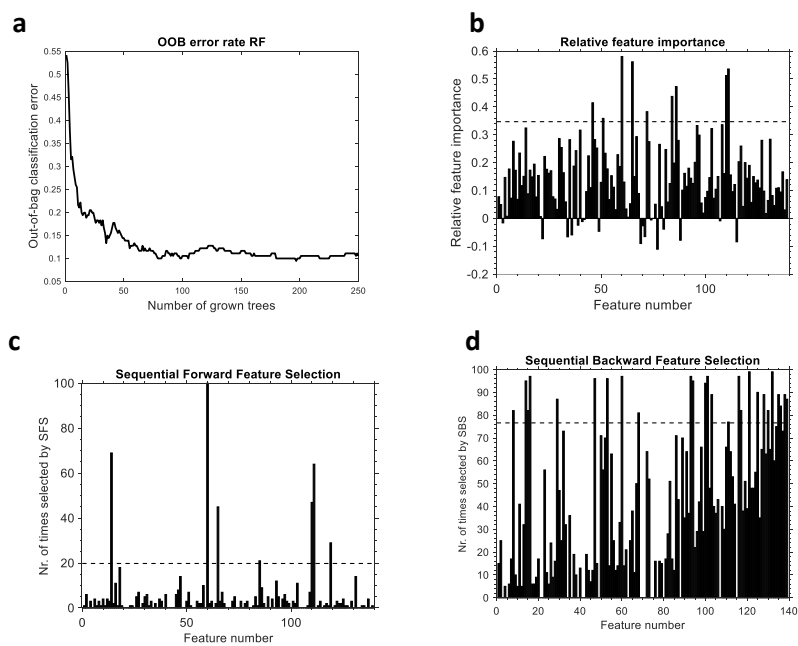 a
OOB error rate RF
0.55
0.5
0.45
0.4
0.35
0.3
0.25
0.2
0.15
0.1
0.05
0 50 100 150 200 250
Out-of-bag classification error
Number of grown trees
b
Relative feature importance
0.6
0.5
0.4
0.3
0.2
0.1
0
-0.1
-0.2
50 100
Relative feature importance
Feature number
c
Sequential Forward Feature Selection
100
80
60
40
20
0
0 50 100
Nr. of times selected by SFS
Feature number
d
Sequential Backward Feature Selection
100
90
80
70
60
50
40
30
20
10
0
0 20 40 60 80 100 120 140
Nr. of times selected by SBS
Feature number